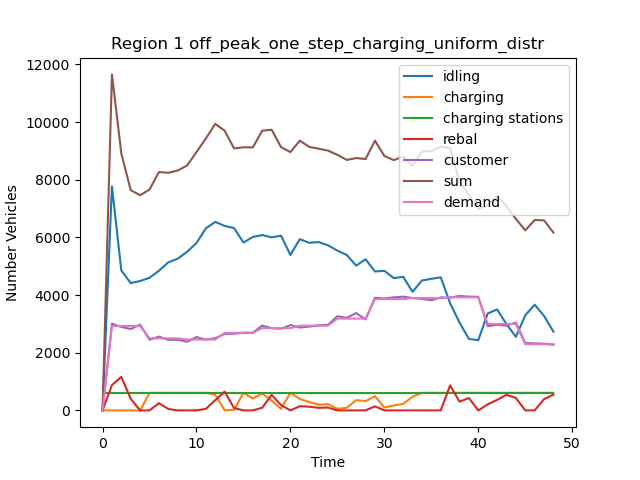 Region 1 off_peak_one_step_charging_uniform_distr
12000
10000
8000
6000
4000
2000
0
Number Vehicles
idling
charging
charging stations
rebal
customer
sum
demand
0 10 20 30 40 50
Time